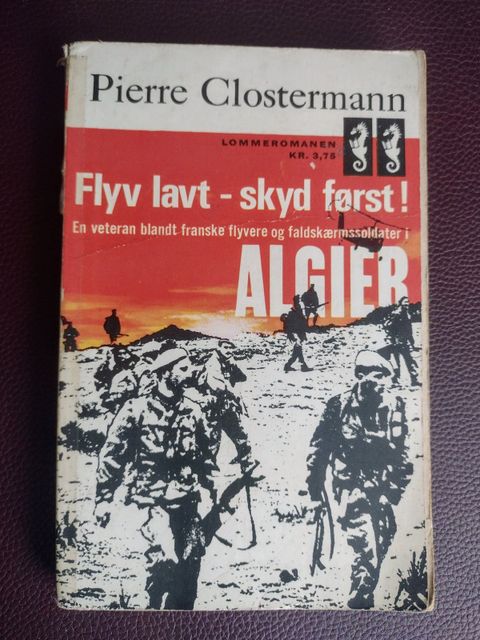 Pierre Clostermann
LOMMEROMANEN
KR. 3,75
Flyv lavt - skyd først!
En veteran blandt franske flyvere og faldskærmssoldater i
ALGIER